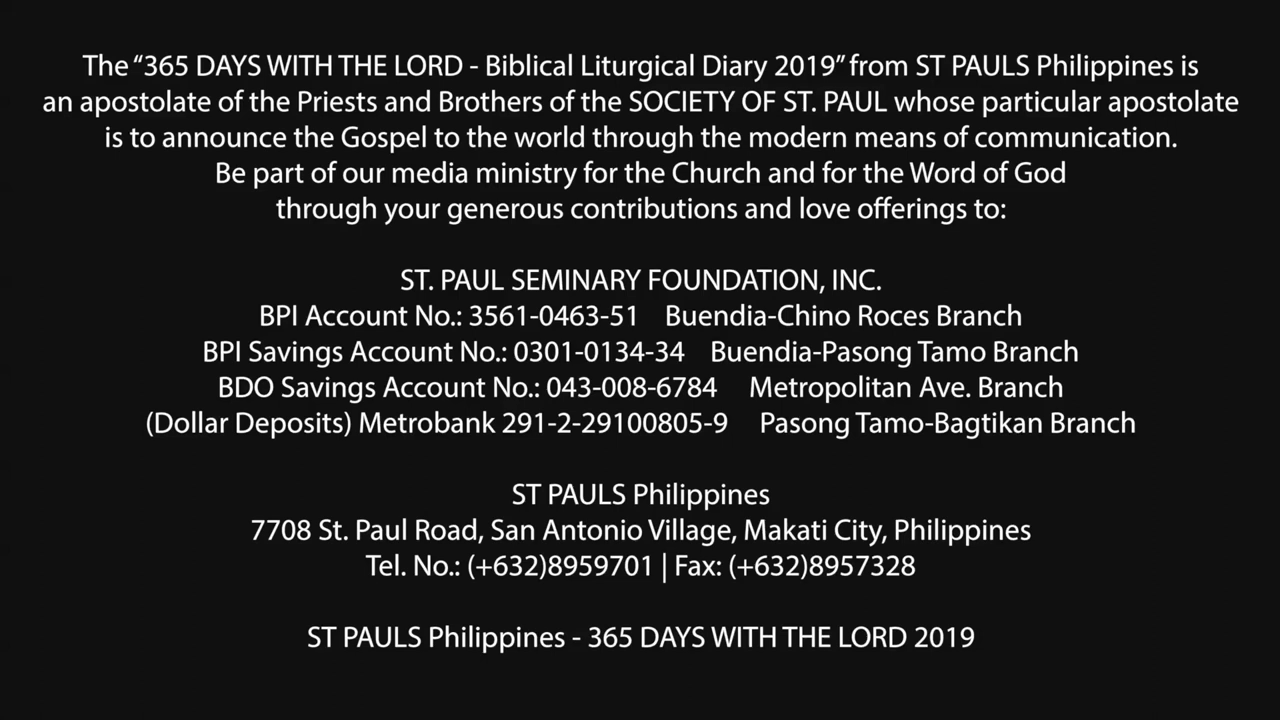 The “365 DAYS WITH THE LORD - Biblical Liturgical Diary 2019” from ST PAULS Philippines is
an apostolate of the Priests and Brothers of the SOCIETY OF ST. PAUL whose particular apostolate
is to announce the Gospel to the world through the modern means of communication.
Be part of our media ministry for the Church and for the Word of God
through your generous contributions and love offerings to:
ST. PAUL SEMINARY FOUNDATION, INC.
BPI Account No.: 3561-0463-51 Buendia-Chino Roces Branch
BPI Savings Account No.: 0301-0134-34 Buendia-Pasong Tamo Branch
BDO Savings Account No.: 043-008-6784 Metropolitan Ave. Branch
(Dollar Deposits) Metrobank 291-2-29100805-9 Pasong Tamo-Bagtikan Branch
ST PAULS Philippines
7708 St. Paul Road, San Antonio Village, Makati City, Philippines
Tel. No.: (+632)8959701 | Fax: (+632)8957328
ST PAULS Philippines - 365 DAYS WITH THE LORD 2019